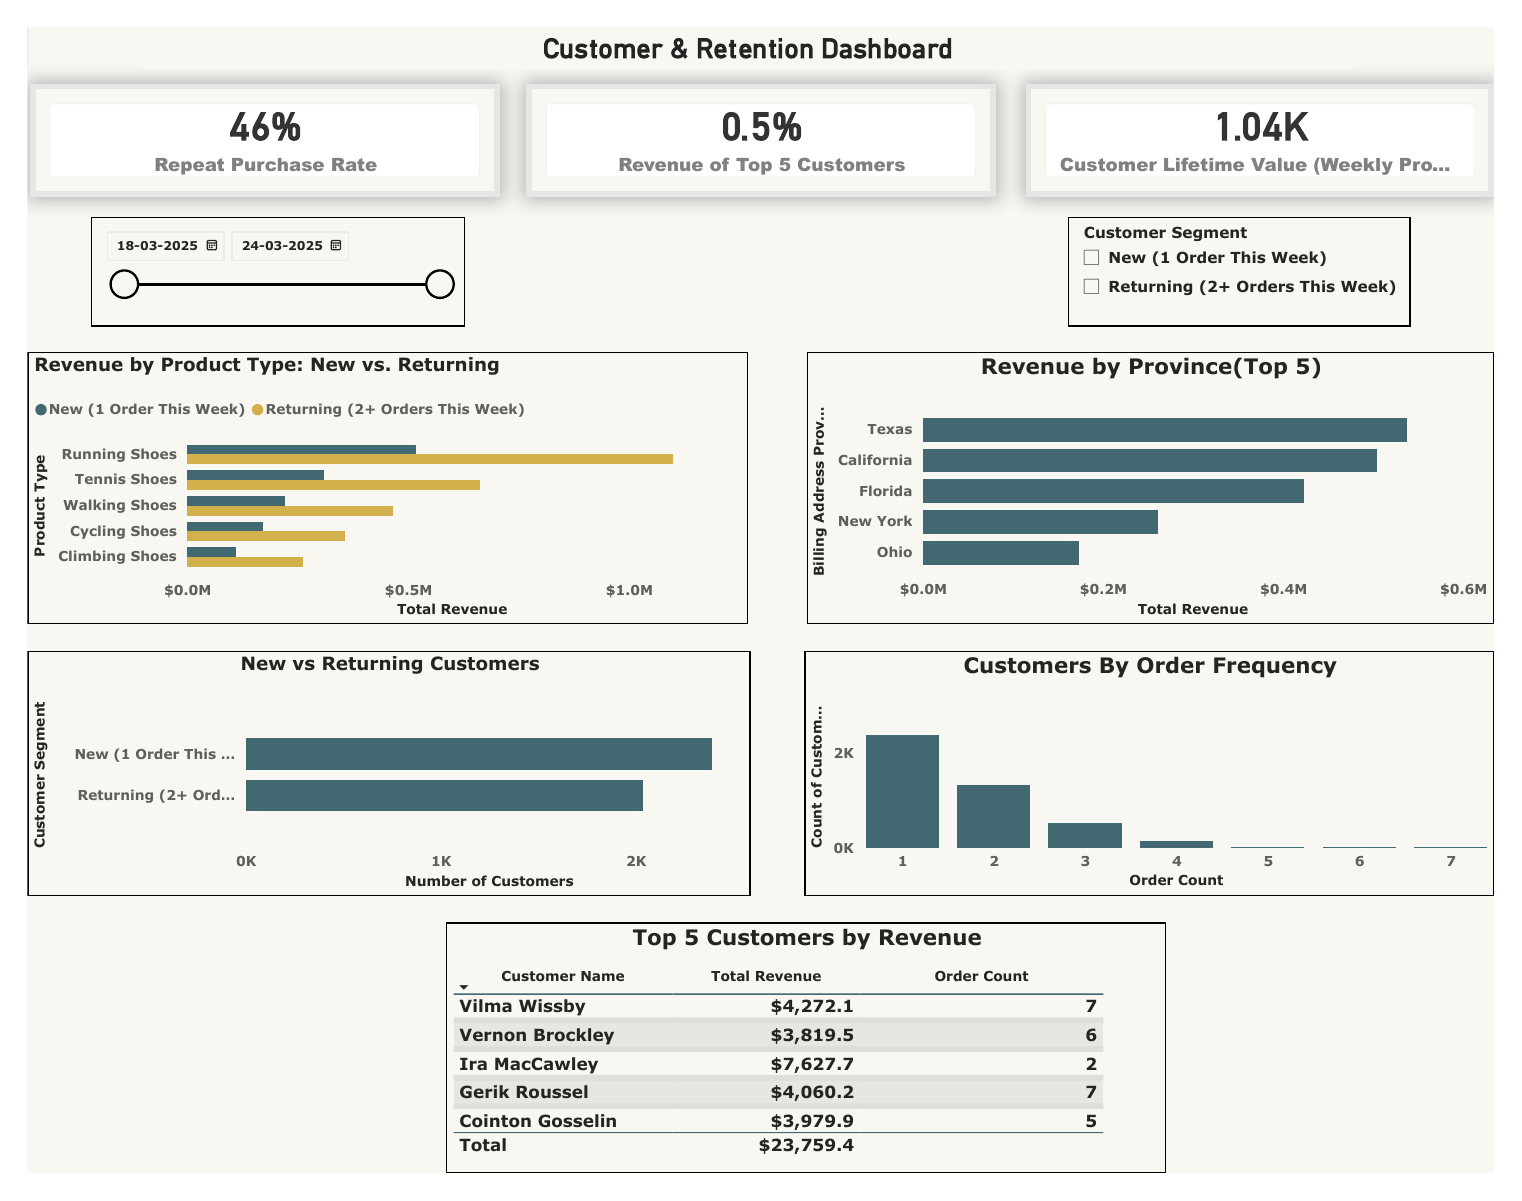 Customer & Retention Dashboard
46%
Repeat Purchase Rate
0.5%
Revenue of Top 5 Customers
1.04K
Customer Lifetime Value (Weekly Pro...
18-03-2025 24-03-2025
Customer Segment
New (1 Order This Week)
Returning (2+ Orders This Week)
Revenue by Product Type: New vs. Returning
New (1 Order This Week) Returning (2+ Orders This Week)
Product Type
Running Shoes
Tennis Shoes
Walking Shoes
Cycling Shoes
Climbing Shoes
$0.0M $0.5M $1.0M
Total Revenue
Revenue by Province(Top 5)
Billing Address Prov...
Texas
California
Florida
New York
Ohio
$0.0M $0.2M $0.4M $0.6M
Total Revenue
New vs Returning Customers
Customer Segment
New (1 Order This ...
Returning (2+ Ord...
0K 1K 2K
Number of Customers
Customers By Order Frequency
Count of Custom...
2K
0K
1 2 3 4 5 6 7
Order Count
Top 5 Customers by Revenue
Customer Name Total Revenue Order Count
Vilma Wissby $4,272.1 7
Vernon Brockley $3,819.5 6
Ira MacCawley $7,627.7 2
Gerik Roussel $4,060.2 7
Cointon Gosselin $3,979.9 5
Total $23,759.4